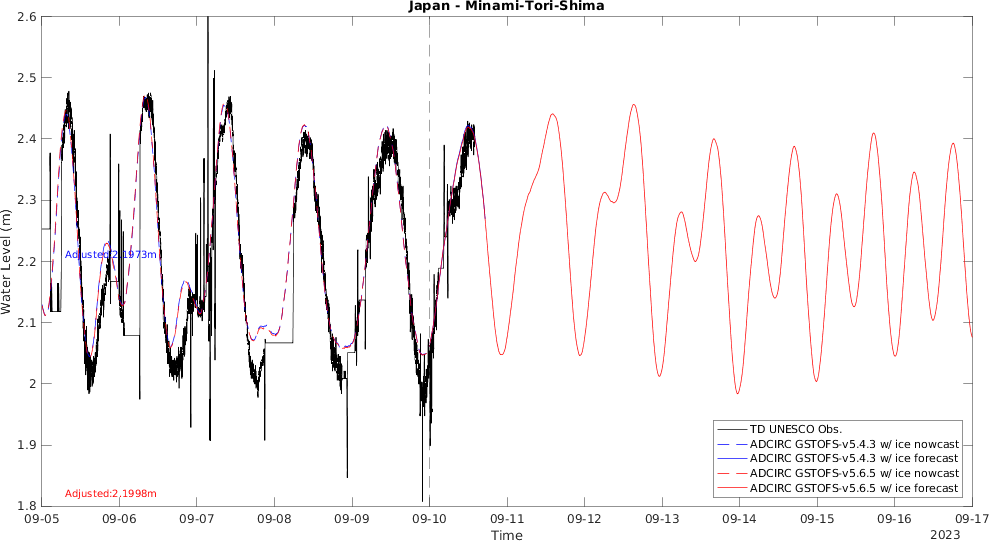 Japan - Minami-Tori-Shima
2.6
2.5
2.4
2.3
2.2
2.1
2
1.9
1.8
Water Level (m)
Adjusted:2.1973m
Adjusted:2.1998m
TD UNESCO Obs.
ADCIRC GSTOFS-v5.4.3 w/ ice nowcast
ADCIRC GSTOFS-v5.4.3 w/ ice forecast
ADCIRC GSTOFS-v5.6.5 w/ ice nowcast
ADCIRC GSTOFS-v5.6.5 w/ ice forecast
09-05 09-06 09-07 09-08 09-09 09-10 09-11 09-12 09-13 09-14 09-15 09-16 09-17
Time
2023